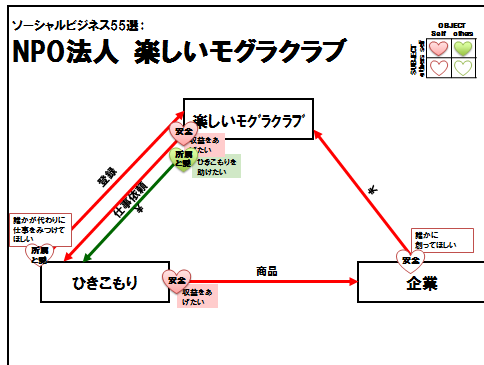 ソーシャルビジネス55選:
NPO法人 楽しいモグラクラブ
OBJECT
Self others
SUBJECT
others self
楽しいモグラクラブ
安全
収益をあ
げたい
所属
と愛
ひきこもりを
助けたい
登録
仕事依頼
¥
¥
誰かが代わりに
仕事をみつけて
ほしい
所属
と愛
誰かに
創ってほしい
安全
ひきこもり
安全
収益をあ
げたい
商品
企業